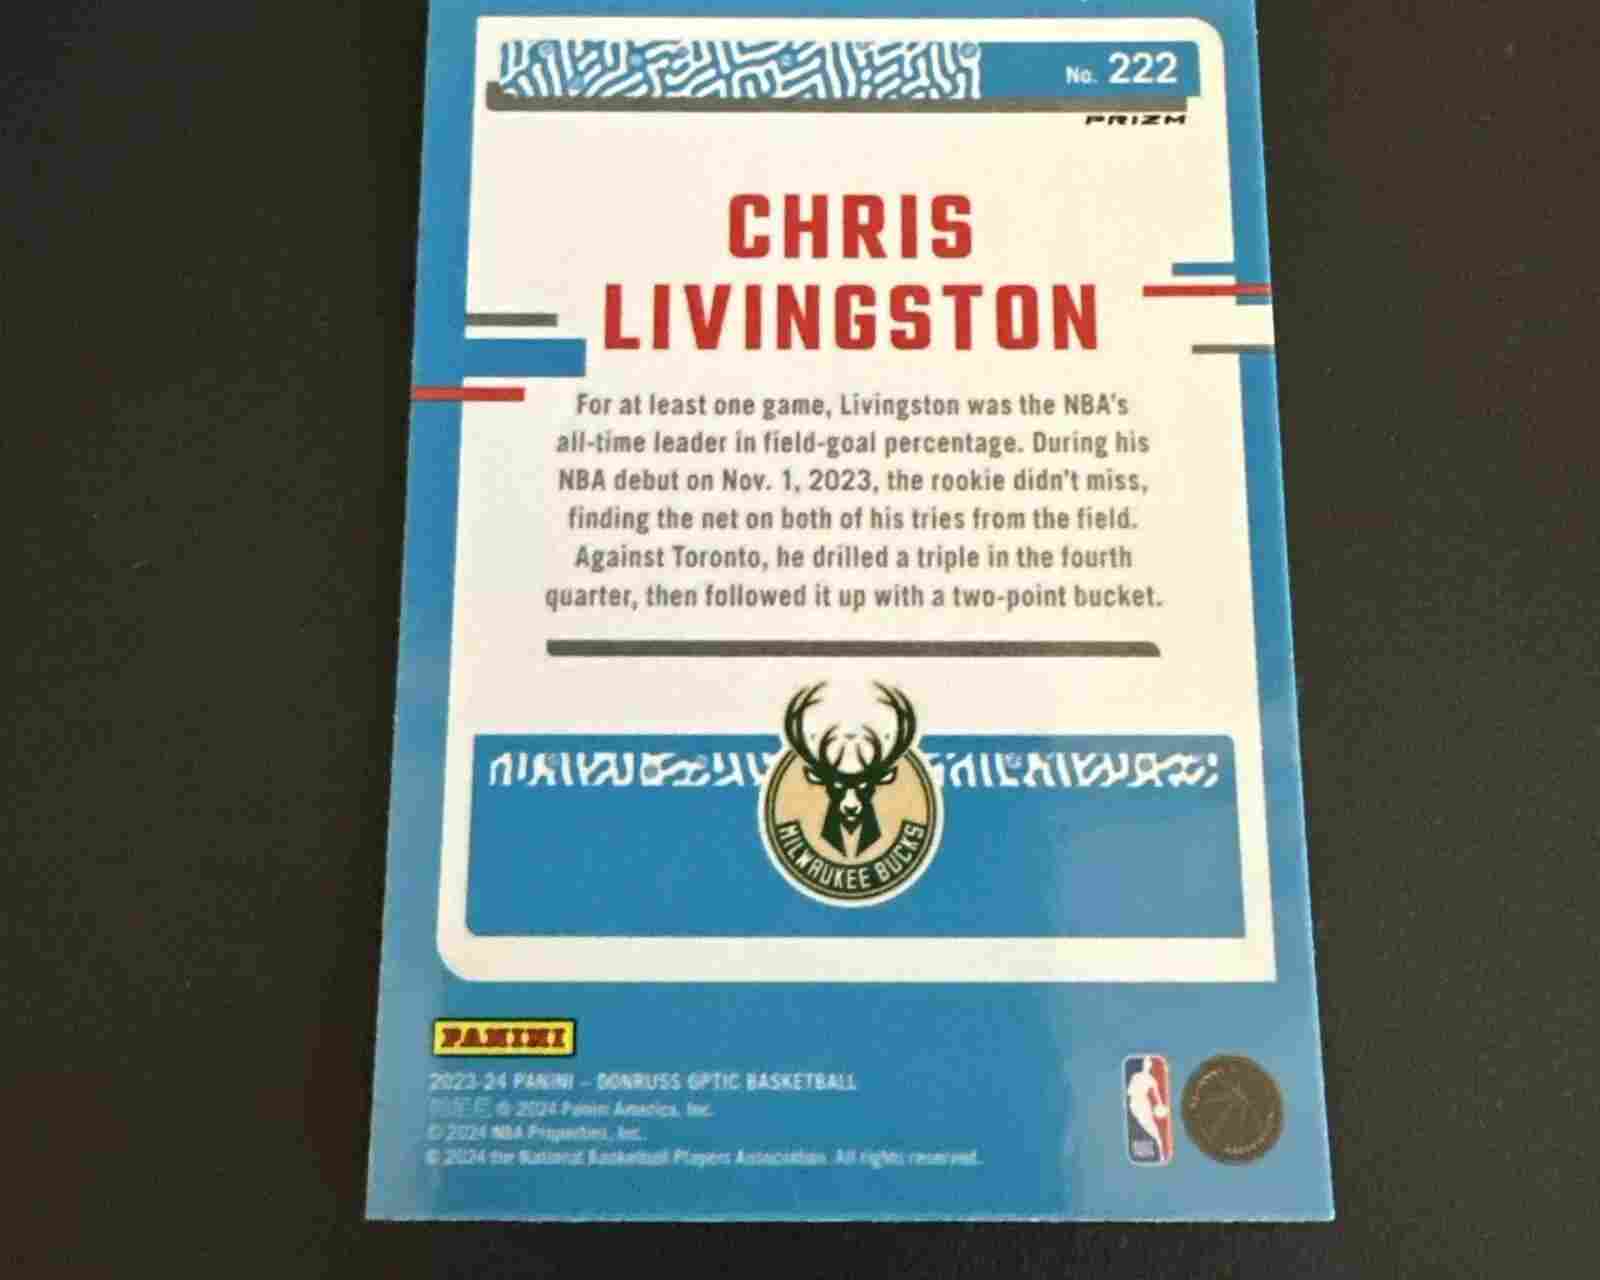 No. 222
PRIZM
CHRIS
LIVINGSTON
For at least one game, Livingston was the NBA's
all-time leader in field-goal percentage. During his
NBA debut on Nov. 1, 2023, the rookie didn't miss,
finding the net on both of his tries from the field.
Against Toronto, he drilled a triple in the fourth
quarter, then followed it up with a two-point bucket.
MILWAUKEE BUCKS
PANINI
2023-24 PANINI – DONRUSS OPTIC BASKETBALL
© 2024 Panini America, Inc.
© 2024 NBA Properties, Inc.
© 2024 the National Basketball Players Association. All rights reserved.
NBA